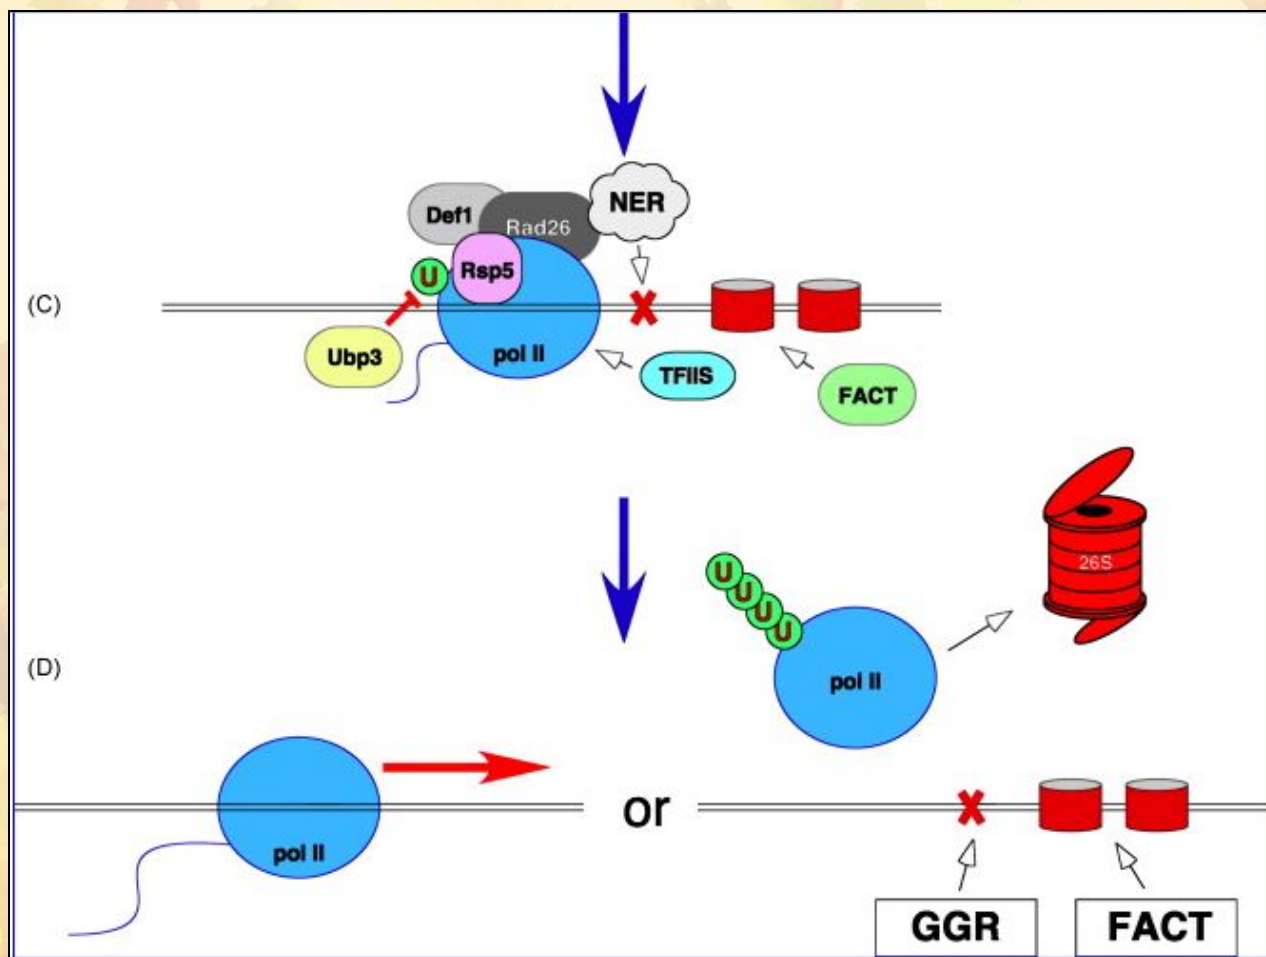 Def1
Rad26
NER
U
Rsp5
(C)
Ubp3
pol II
TFIIS
FACT
26S
U
U
U
U
(D)
pol II
pol II
or
GGR
FACT